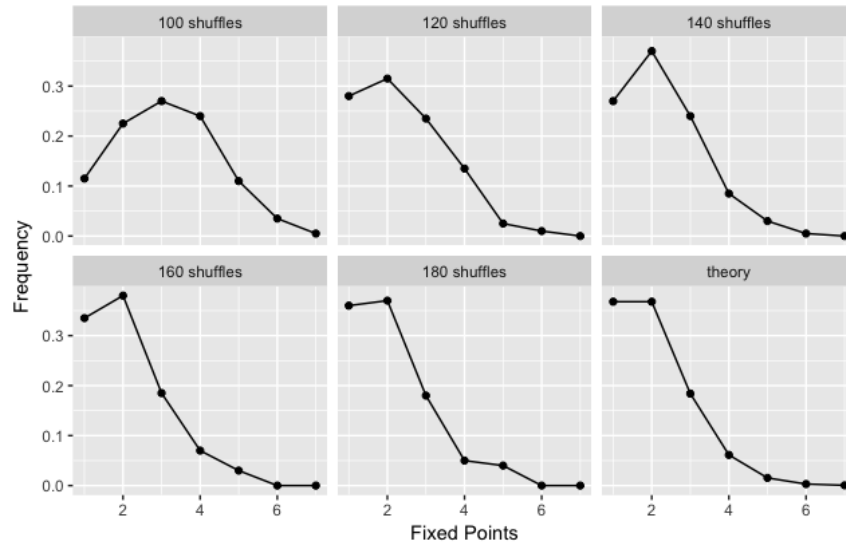 100 shuffles
120 shuffles
140 shuffles
0.3
0.2
0.1
0.0
160 shuffles
180 shuffles
theory
0.3
0.2
0.1
0.0
2
4
6
2
4
6
2
4
6
Frequency
Fixed Points